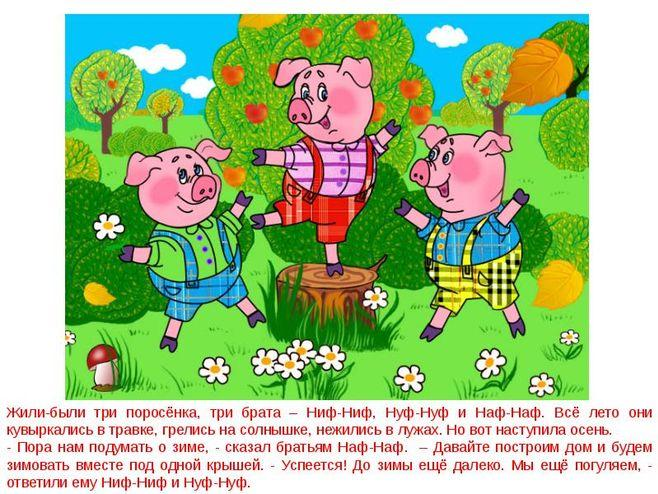 Жили-были три поросёнка, три брата – Ниф-Ниф, Нуф-Нуф и Наф-Наф. Всё лето они
кувыркались в травке, грелись на солнышке, нежились в лужах. Но вот наступила осень.
- Пора нам подумать о зиме, - сказал братьям Наф-Наф. – Давайте построим дом и будем
зимовать вместе под одной крышей. - Успеется! До зимы ещё далеко. Мы ещё погуляем, -
ответили ему Ниф-Ниф и Нуф-Нуф.